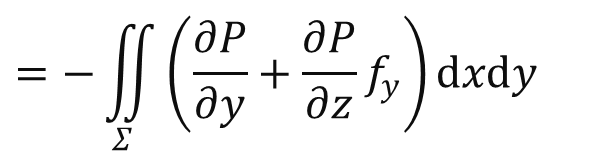 = −∬_Σ (∂P/∂y + ∂P/∂z f_y) dxdy